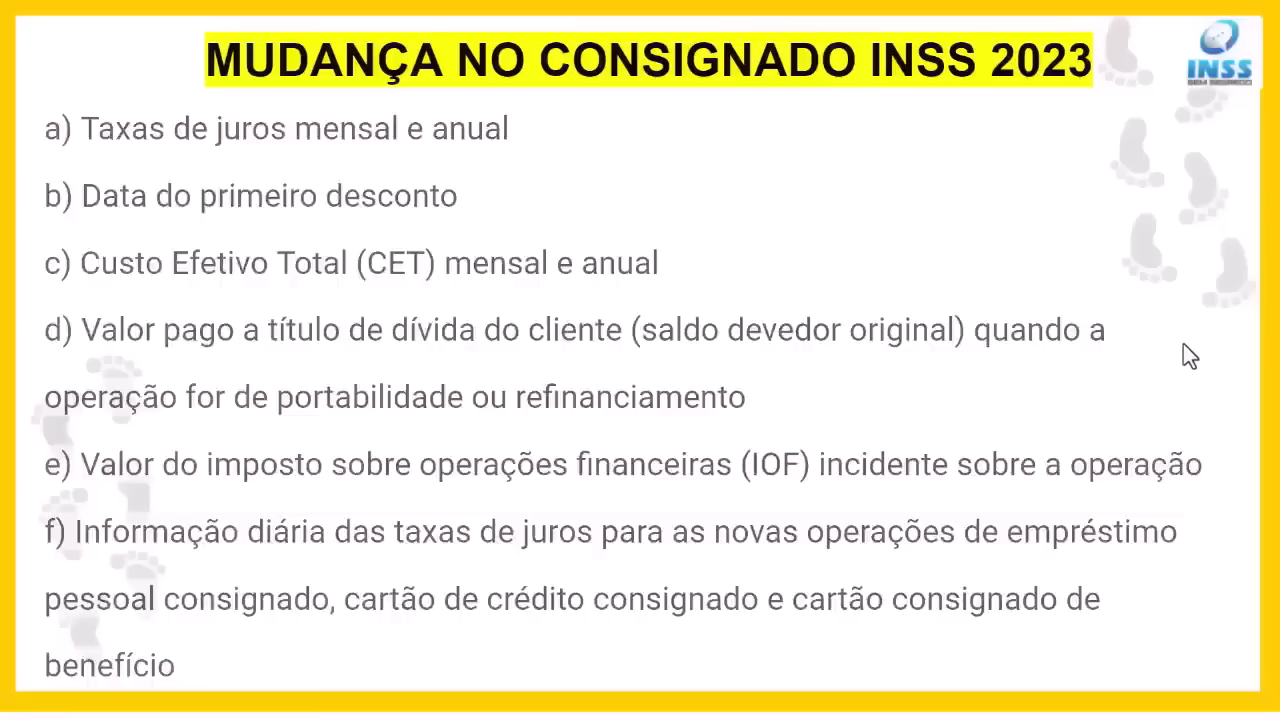 MUDANÇA NO CONSIGNADO INSS 2023
INSS
SEM SEGREDO
a) Taxas de juros mensal e anual
b) Data do primeiro desconto
c) Custo Efetivo Total (CET) mensal e anual
d) Valor pago a título de dívida do cliente (saldo devedor original) quando a
operação for de portabilidade ou refinanciamento
e) Valor do imposto sobre operações financeiras (IOF) incidente sobre a operação
f) Informação diária das taxas de juros para as novas operações de empréstimo
pessoal consignado, cartão de crédito consignado e cartão consignado de
benefício